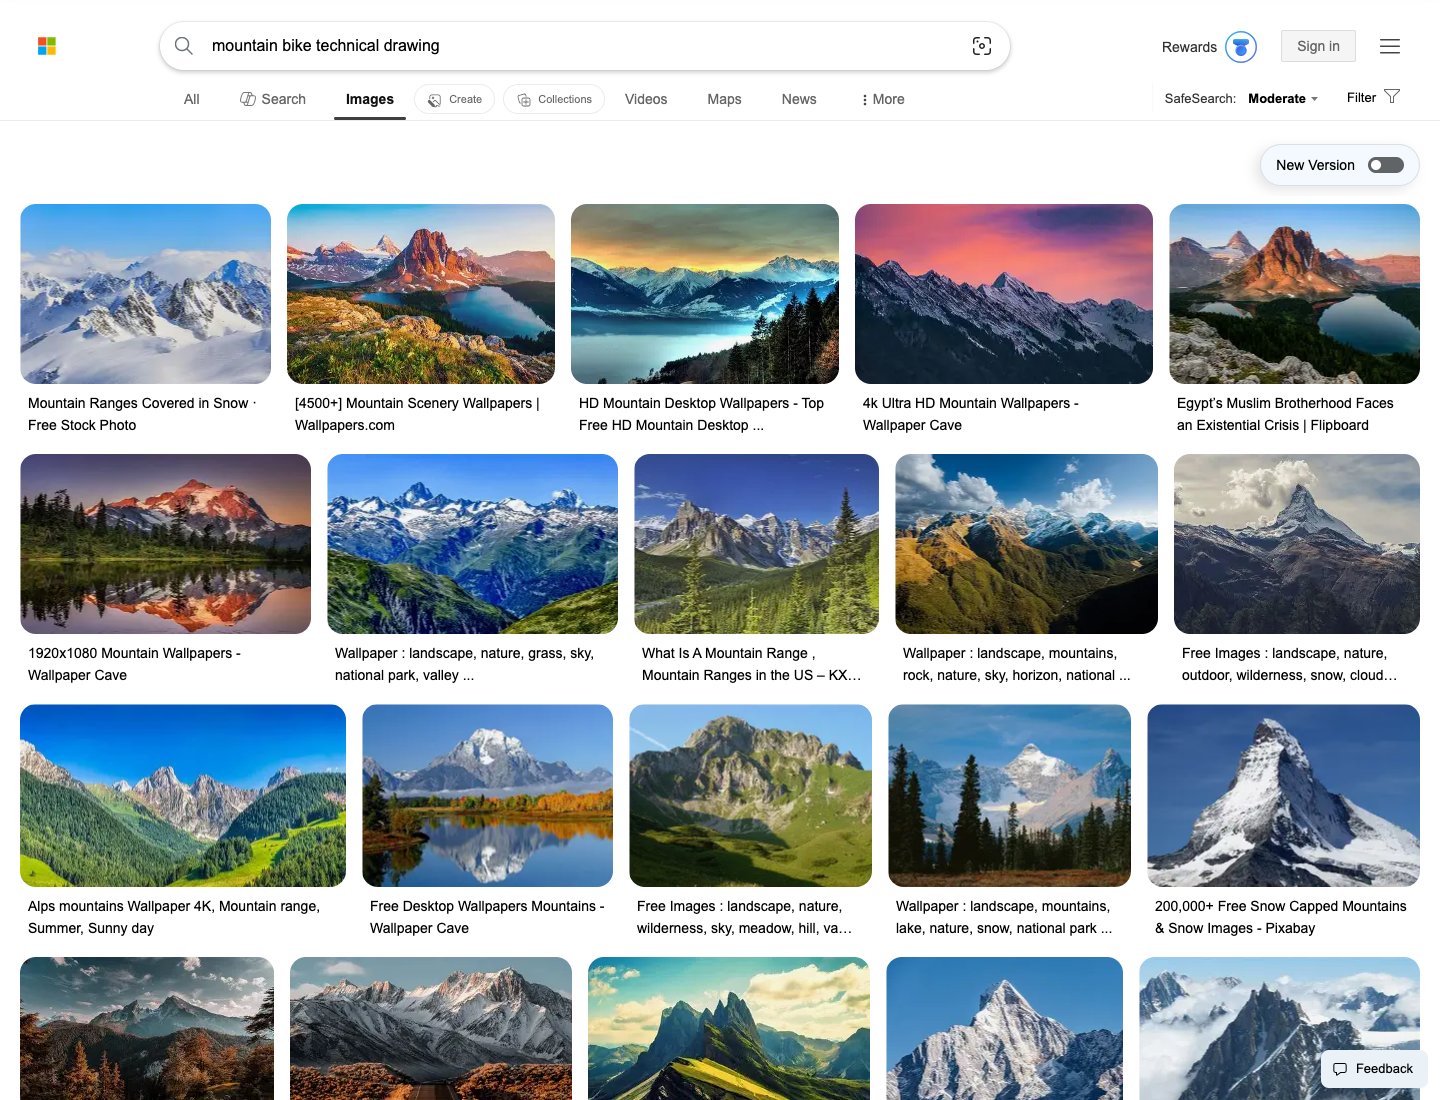 mountain bike technical drawing
Rewards
Sign in
All
Search
Images
Create
Collections
Videos
Maps
News
More
SafeSearch: Moderate
Filter
New Version
Mountain Ranges Covered in Snow ·
Free Stock Photo
[4500+] Mountain Scenery Wallpapers |
Wallpapers.com
HD Mountain Desktop Wallpapers - Top
Free HD Mountain Desktop ...
4k Ultra HD Mountain Wallpapers -
Wallpaper Cave
Egypt's Muslim Brotherhood Faces
an Existential Crisis | Flipboard
1920x1080 Mountain Wallpapers -
Wallpaper Cave
Wallpaper : landscape, nature, grass, sky,
national park, valley ...
What Is A Mountain Range ,
Mountain Ranges in the US – KX…
Wallpaper : landscape, mountains,
rock, nature, sky, horizon, national ...
Free Images : landscape, nature,
outdoor, wilderness, snow, cloud…
Alps mountains Wallpaper 4K, Mountain range,
Summer, Sunny day
Free Desktop Wallpapers Mountains -
Wallpaper Cave
Free Images : landscape, nature,
wilderness, sky, meadow, hill, va…
Wallpaper : landscape, mountains,
lake, nature, snow, national park ...
200,000+ Free Snow Capped Mountains
& Snow Images - Pixabay
Feedback